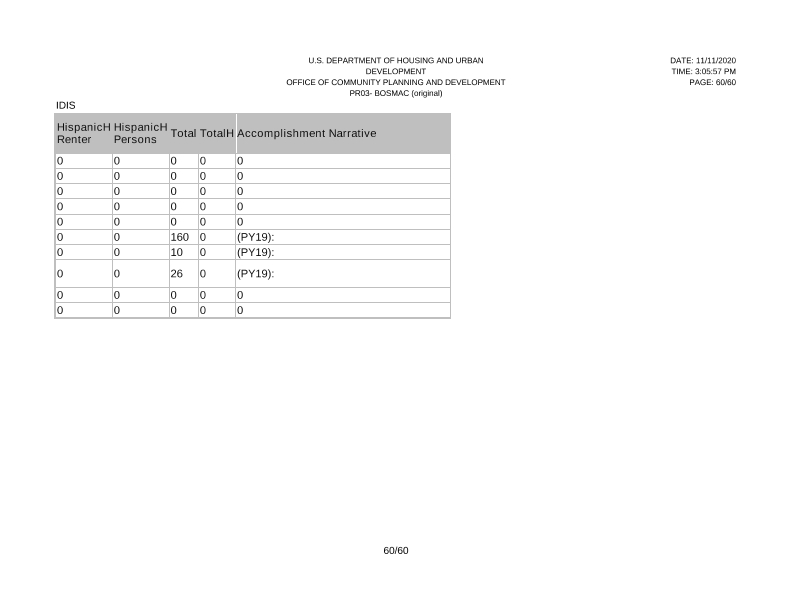 U.S. DEPARTMENT OF HOUSING AND URBAN
DEVELOPMENT
OFFICE OF COMMUNITY PLANNING AND DEVELOPMENT
PR03- BOSMAC (original)
DATE: 11/11/2020
TIME: 3:05:57 PM
PAGE: 60/60
IDIS
HispanicH Renter HispanicH Persons Total TotalH Accomplishment Narrative
0 0 0 0 0
0 0 0 0 0
0 0 0 0 0
0 0 0 0 0
0 0 0 0 0
0 0 160 0 (PY19):
0 0 10 0 (PY19):
0 0 26 0 (PY19):
0 0 0 0 0
0 0 0 0 0
60/60